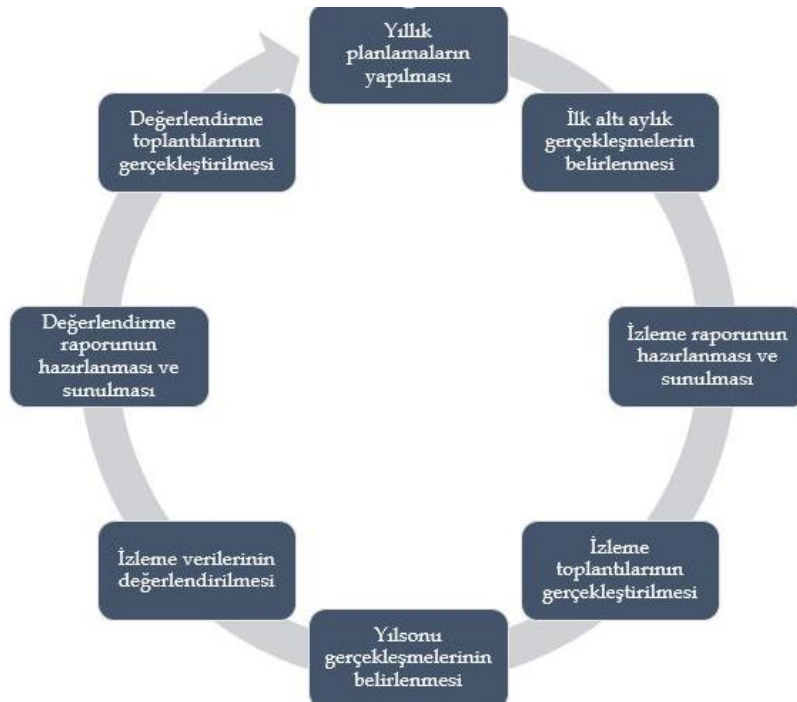 Yıllık
planlamaların
yapılması
İlk altı aylık
gerçekleşmelerin
belirlenmesi
İzleme raporunun
hazırlanması ve
sunulması
İzleme
toplantılarının
gerçekleştirilmesi
Yılsonu
gerçekleşmelerinin
belirlenmesi
İzleme verilerinin
değerlendirilmesi
Değerlendirme
raporunun
hazırlanması ve
sunulması
Değerlendirme
toplantılarının
gerçekleştirilmesi